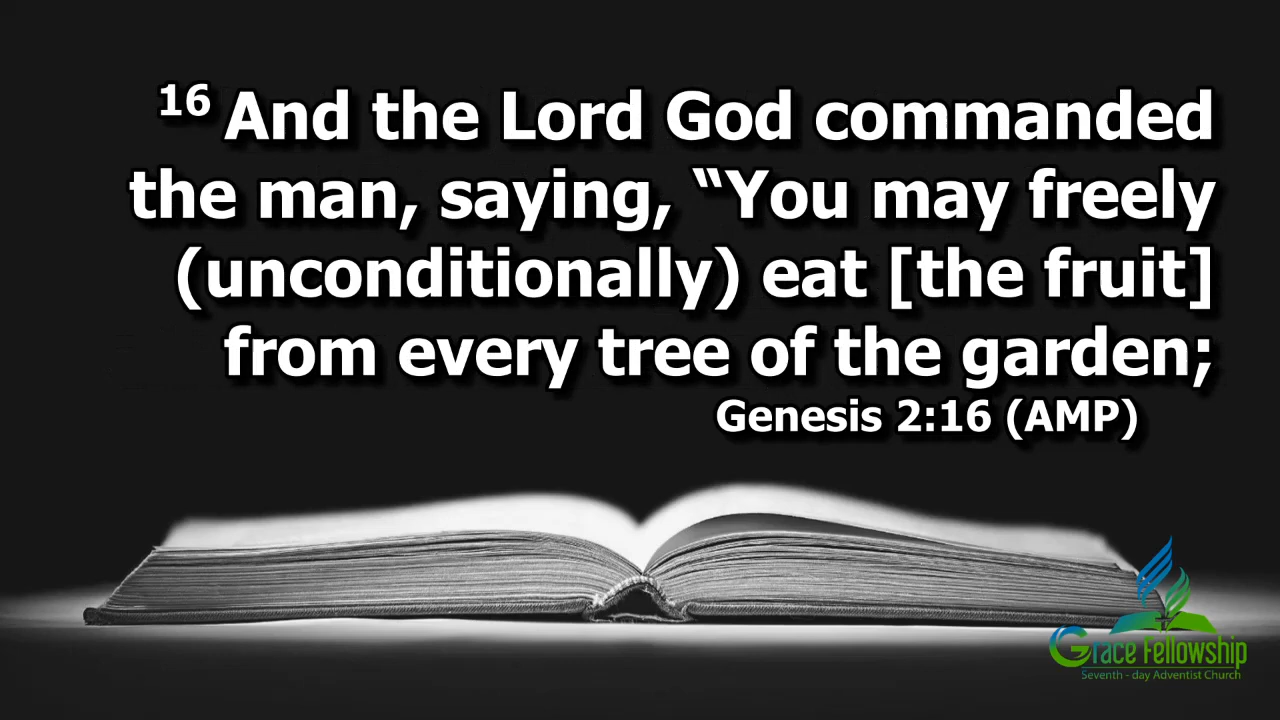 16 And the Lord God commanded
the man, saying, “You may freely
(unconditionally) eat [the fruit]
from every tree of the garden;
Genesis 2:16 (AMP)
Grace Fellowship
Seventh - day Adventist Church